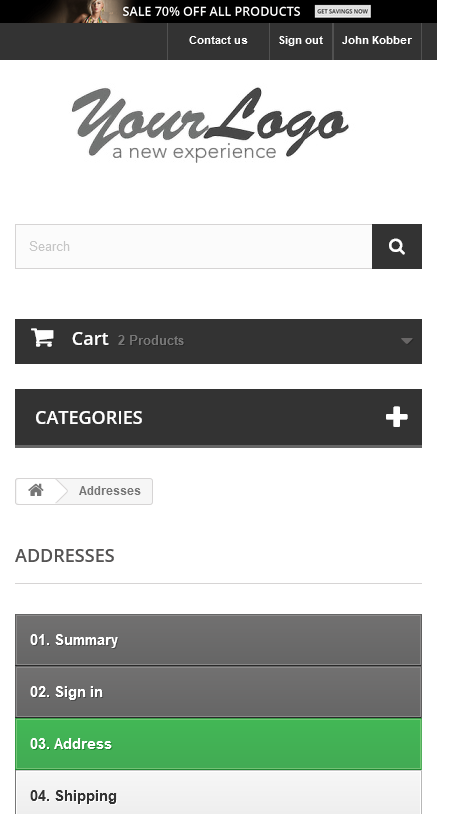 SALE 70% OFF ALL PRODUCTS GET SAVINGS NOW
Contact us Sign out John Kobber
YourLogo
a new experience
Search
Cart 2 Products
CATEGORIES
Addresses
ADDRESSES
01. Summary
02. Sign in
03. Address
04. Shipping